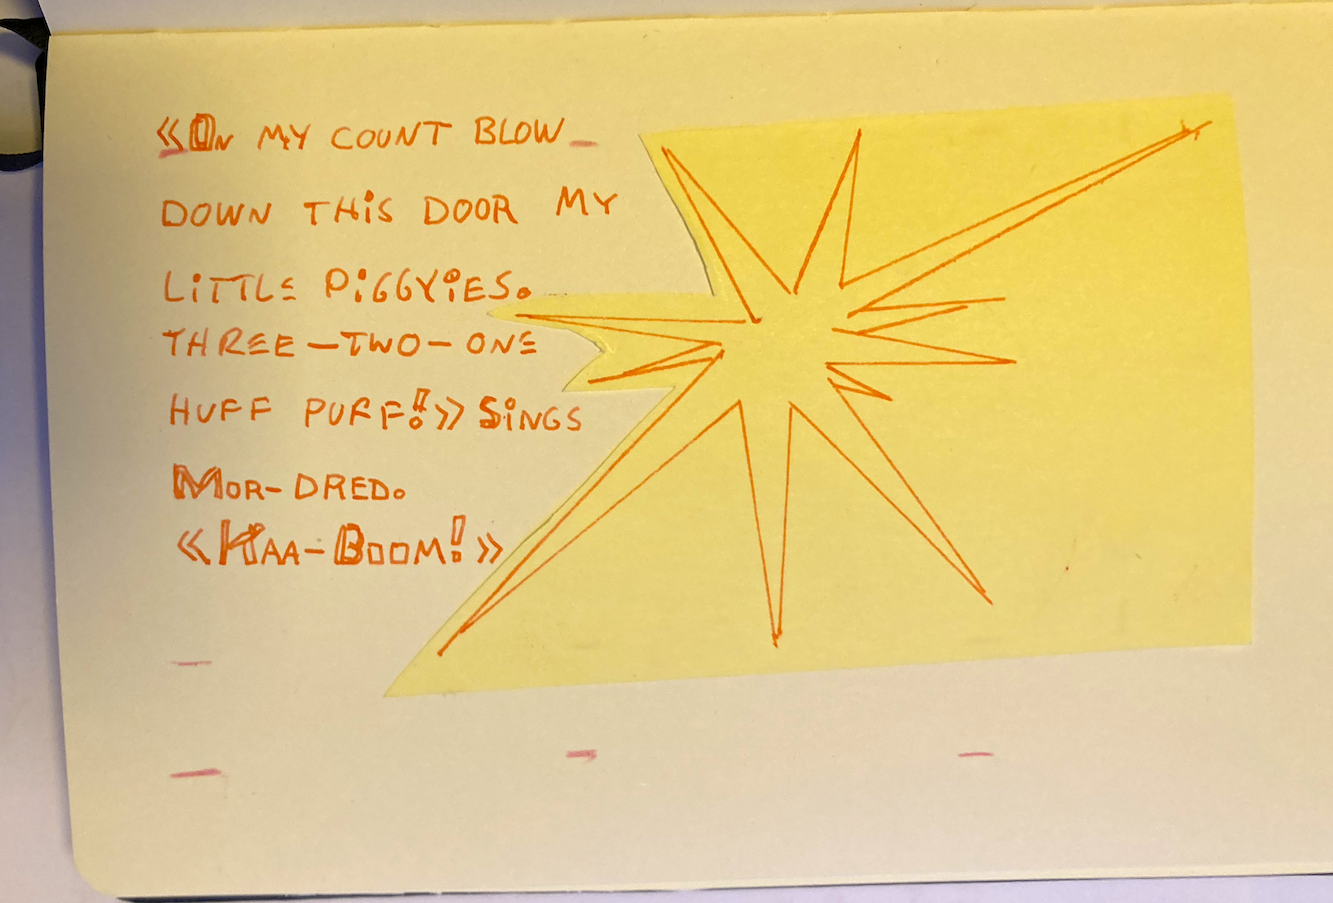 «On MY COUNT BLOW_
DOWN THiS DOOR MY
LiTTLE PiGGYiES.
THREE-TWO-ONE
HUFF PUFF!» SiNGS
MOR-DRED.
«KAA-BOOM!»